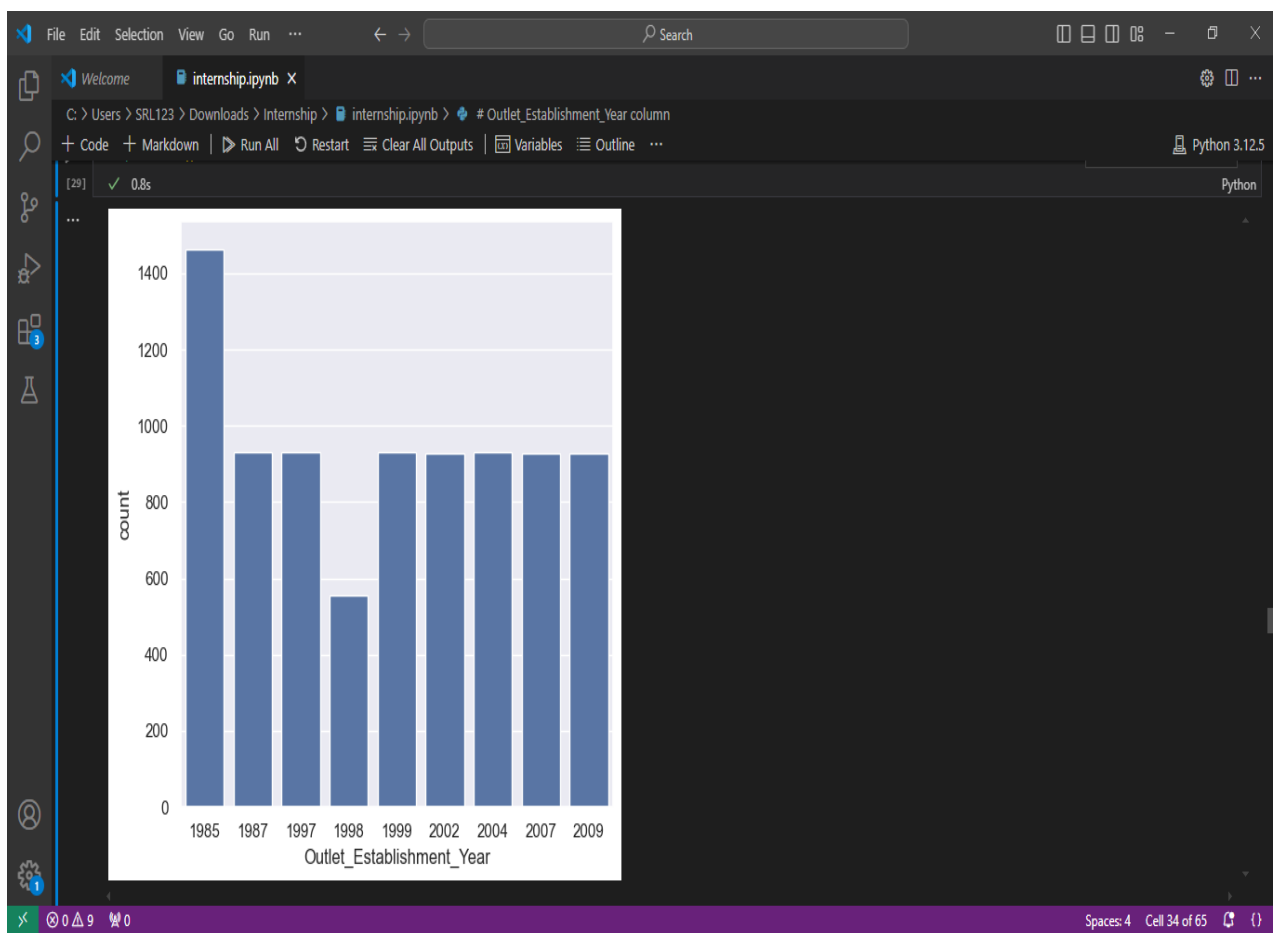 File Edit Selection View Go Run ··· ← → Search
Welcome internship.ipynb ×
C: > Users > SRL123 > Downloads > Internship > internship.ipynb > # Outlet_Establishment_Year column
+ Code + Markdown | Run All Restart Clear All Outputs | Variables Outline ··· Python 3.12.5
[29] ✓ 0.8s Python
...
1400
1200
1000
800
600
400
200
0
count
1985 1987 1997 1998 1999 2002 2004 2007 2009
Outlet_Establishment_Year
3
1
0 9 0 Spaces: 4 Cell 34 of 65 {}